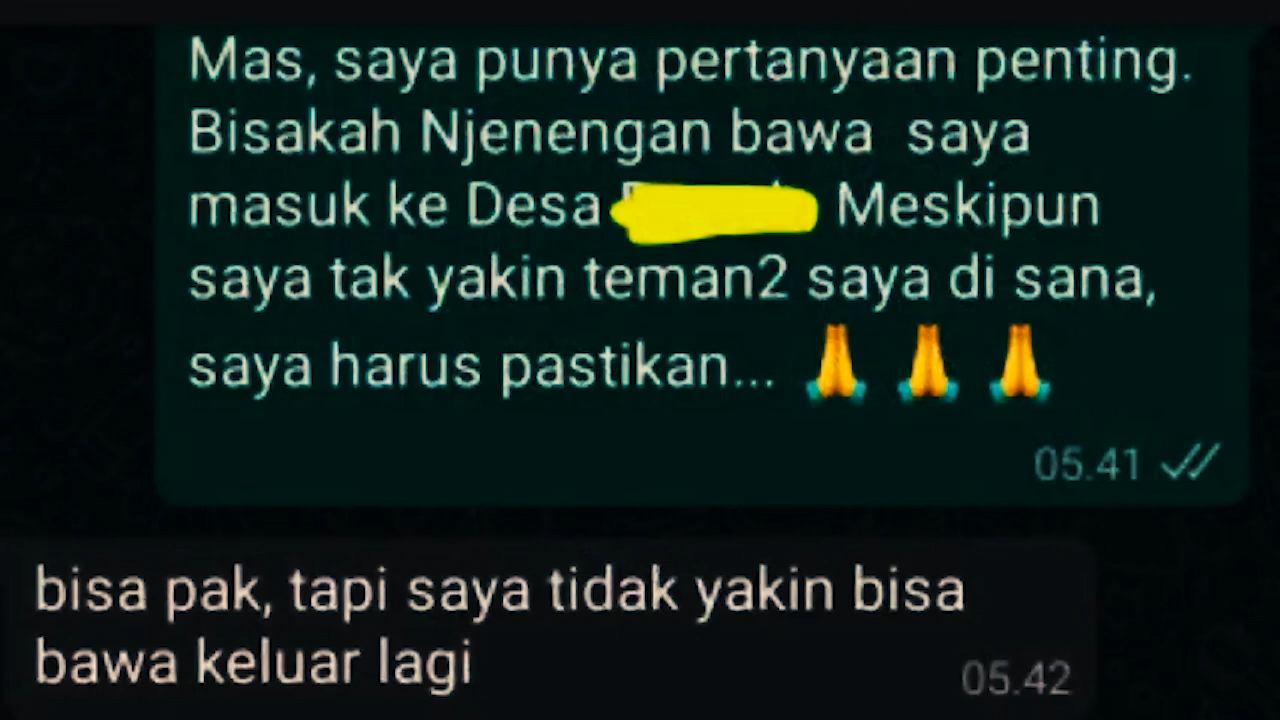 Mas, saya punya pertanyaan penting.
Bisakah Njenengan bawa saya
masuk ke Desa Meskipun
saya tak yakin teman2 saya di sana,
saya harus pastikan... 🙏 🙏 🙏
05.41
bisa pak, tapi saya tidak yakin bisa
bawa keluar lagi
05.42